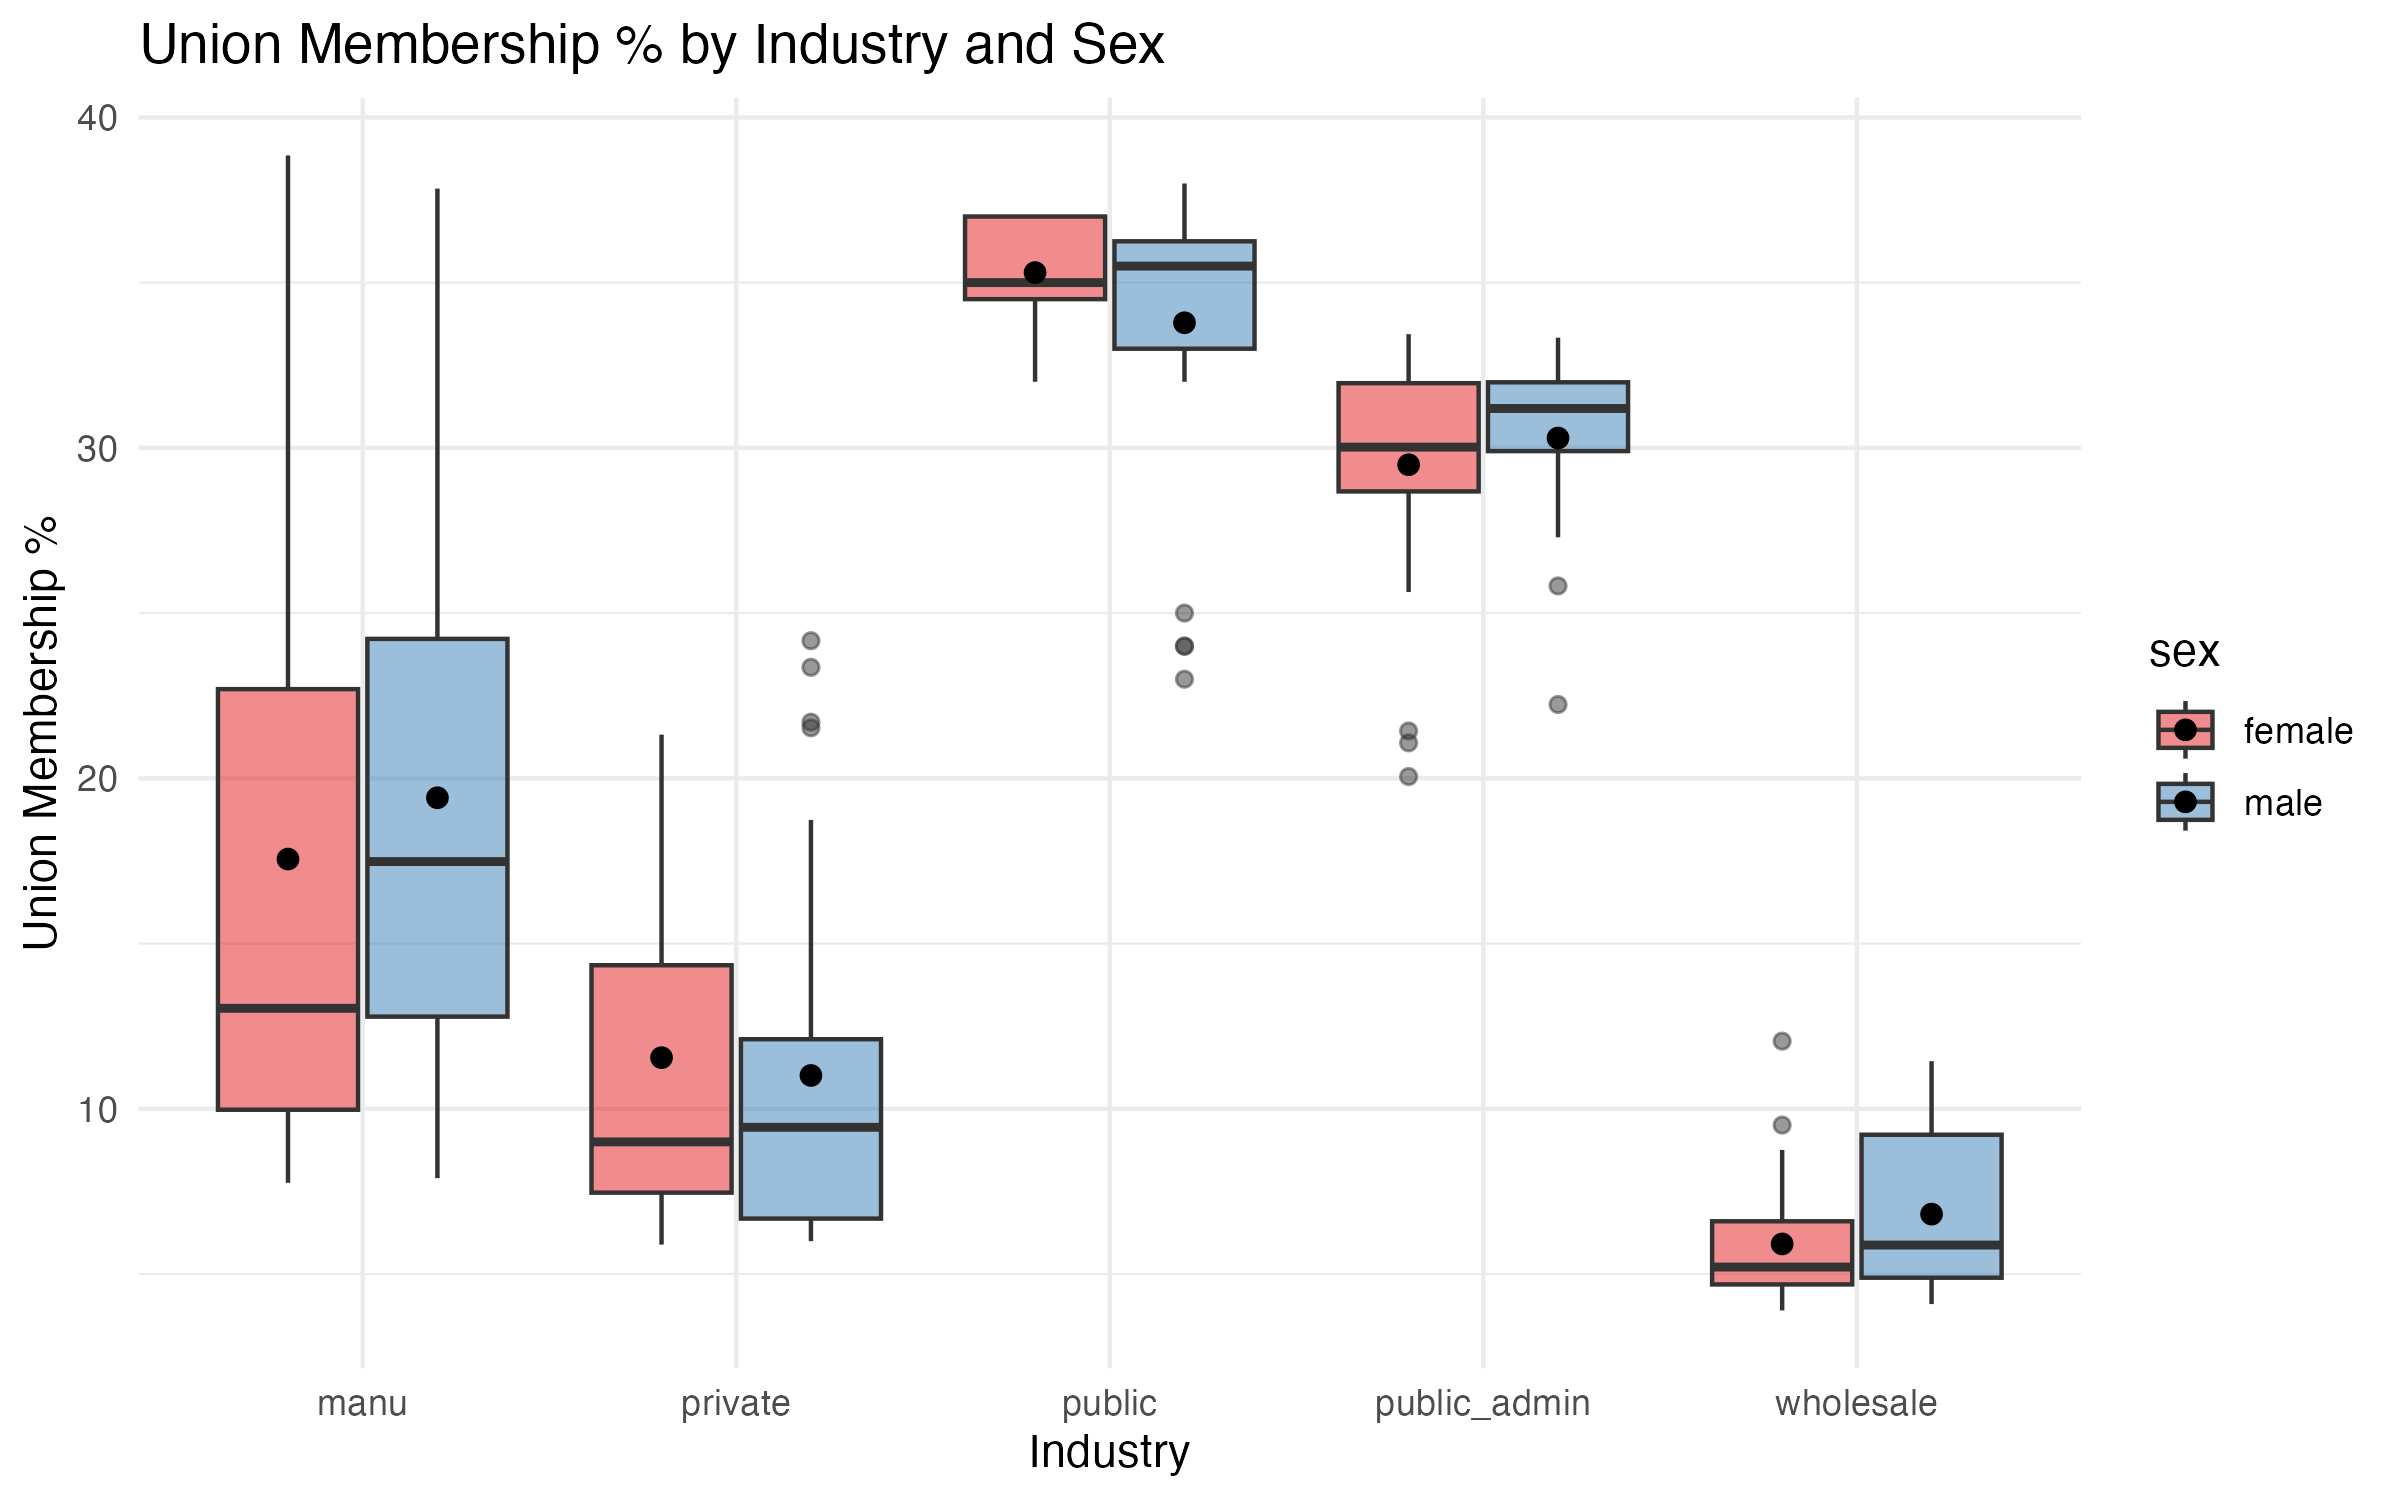 Union Membership % by Industry and Sex
Union Membership %
40
30
20
10
manu
private
public
public_admin
wholesale
Industry
sex
female
male